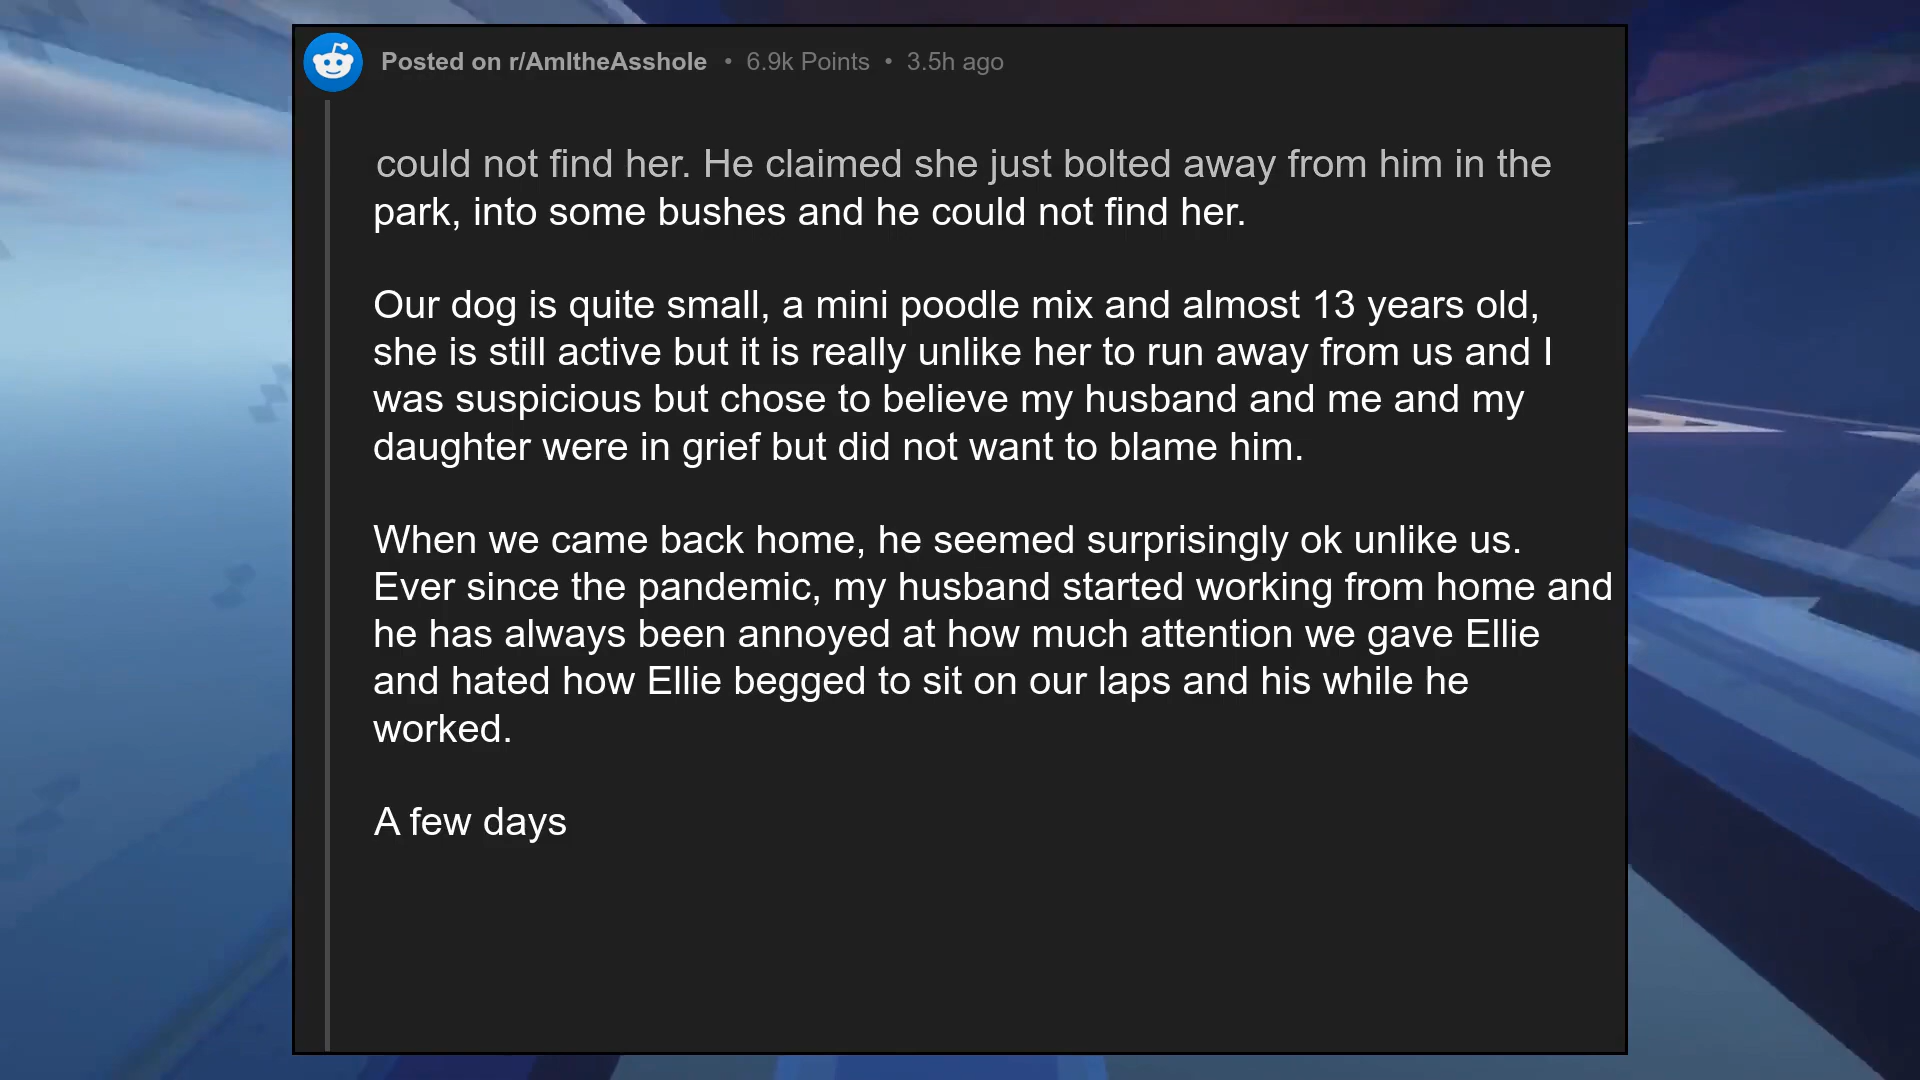 Posted on r/AmItheAsshole • 6.9k Points • 3.5h ago
could not find her. He claimed she just bolted away from him in the
park, into some bushes and he could not find her.
Our dog is quite small, a mini poodle mix and almost 13 years old,
she is still active but it is really unlike her to run away from us and I
was suspicious but chose to believe my husband and me and my
daughter were in grief but did not want to blame him.
When we came back home, he seemed surprisingly ok unlike us.
Ever since the pandemic, my husband started working from home and
he has always been annoyed at how much attention we gave Ellie
and hated how Ellie begged to sit on our laps and his while he
worked.
A few days